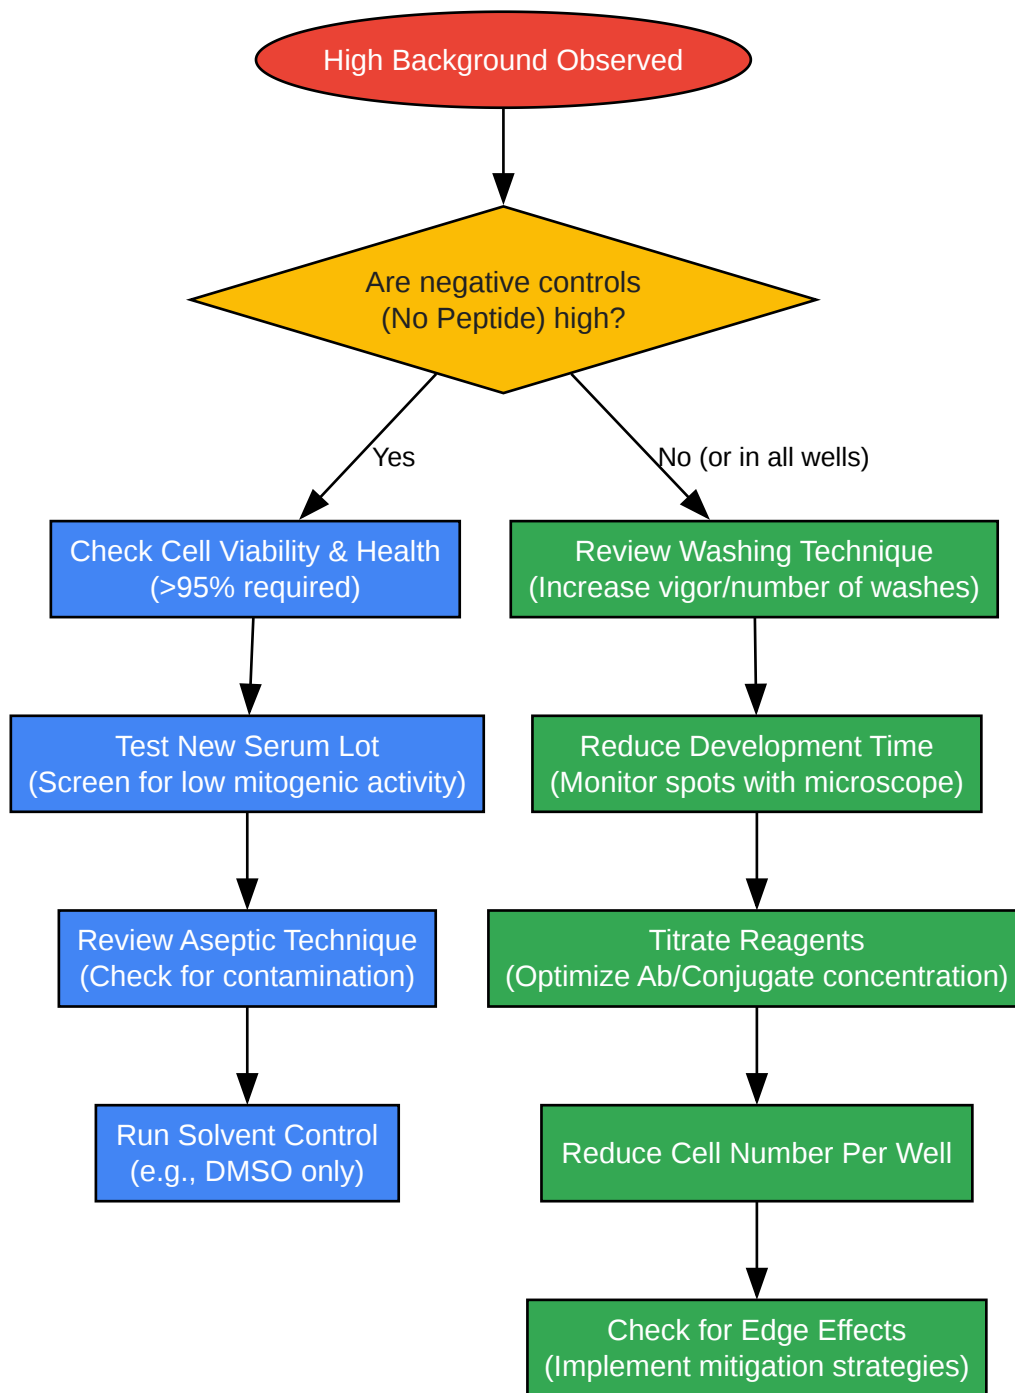 High Background Observed
Are negative controls
(No Peptide) high?
Yes
No (or in all wells)
Check Cell Viability & Health
(>95% required)
Review Washing Technique
(Increase vigor/number of washes)
Test New Serum Lot
(Screen for low mitogenic activity)
Reduce Development Time
(Monitor spots with microscope)
Review Aseptic Technique
(Check for contamination)
Titrate Reagents
(Optimize Ab/Conjugate concentration)
Run Solvent Control
(e.g., DMSO only)
Reduce Cell Number Per Well
Check for Edge Effects
(Implement mitigation strategies)